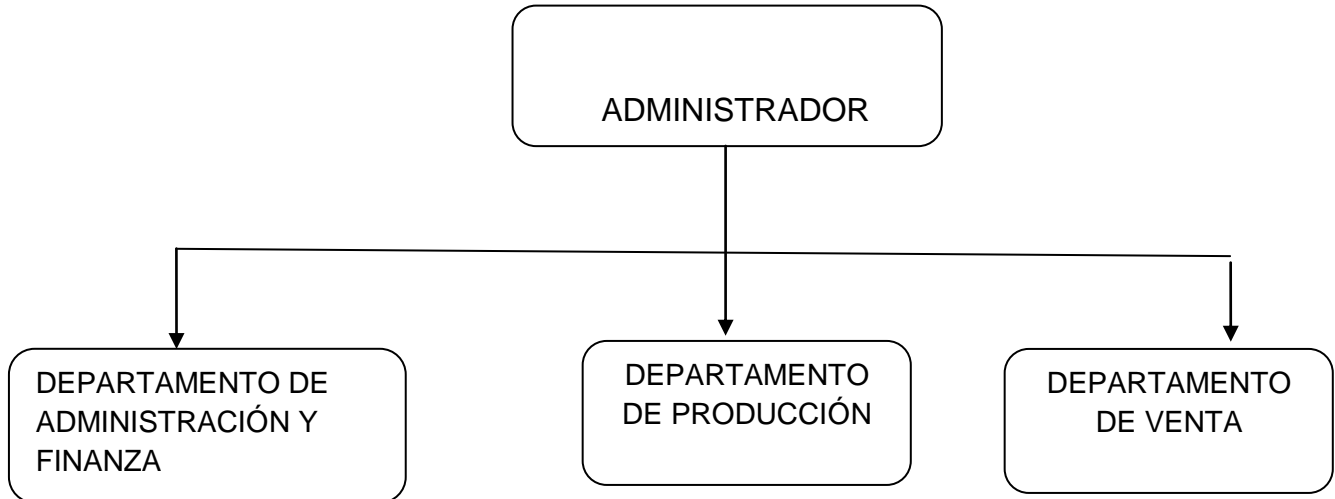 ADMINISTRADOR
DEPARTAMENTO DE
ADMINISTRACIÓN Y
FINANZA
DEPARTAMENTO
DE PRODUCCIÓN
DEPARTAMENTO
DE VENTA